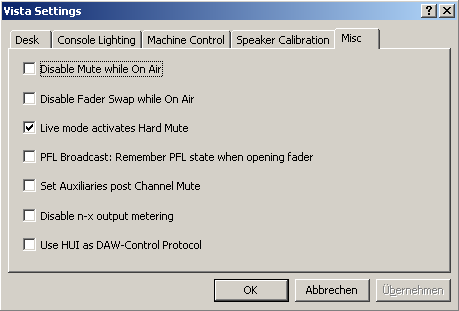 Vista Settings
Desk Console Lighting Machine Control Speaker Calibration Misc
Disable Mute while On Air
Disable Fader Swap while On Air
Live mode activates Hard Mute
PFL Broadcast: Remember PFL state when opening fader
Set Auxiliaries post Channel Mute
Disable n-x output metering
Use HUI as DAW-Control Protocol
OK Abbrechen Übernehmen